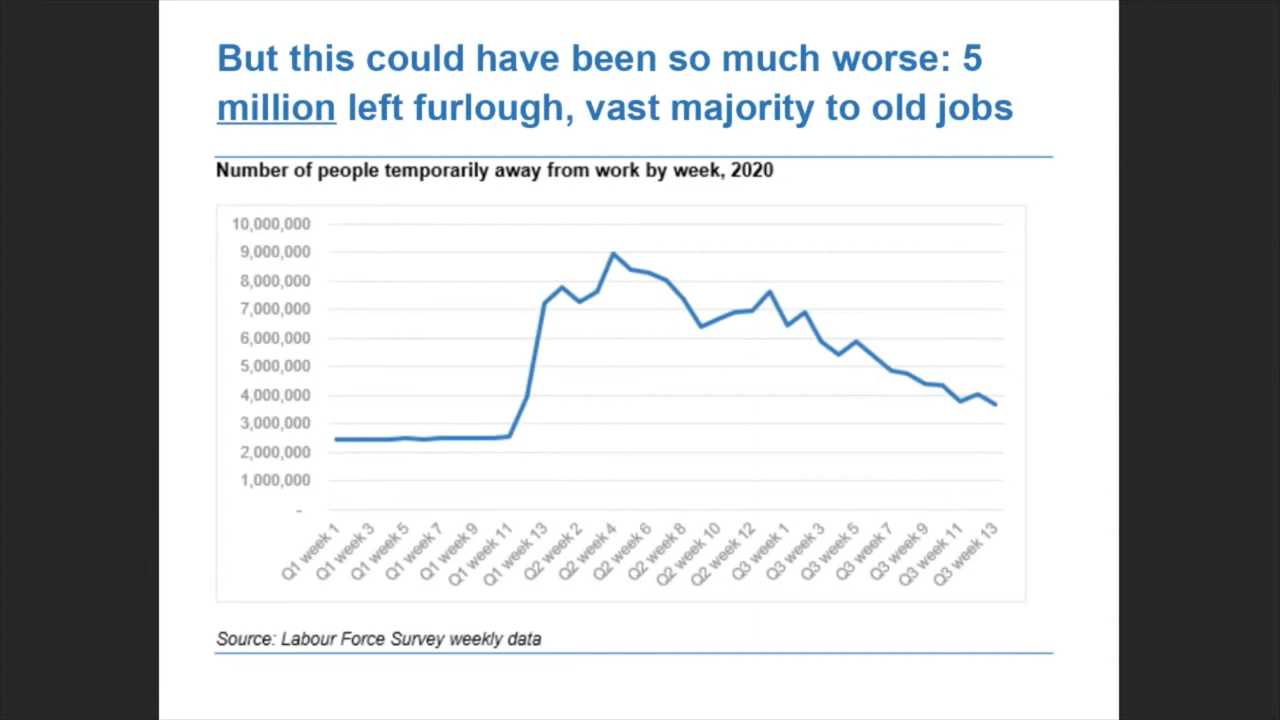 But this could have been so much worse: 5
million left furlough, vast majority to old jobs
Number of people temporarily away from work by week, 2020
10,000,000
9,000,000
8,000,000
7,000,000
6,000,000
5,000,000
4,000,000
3,000,000
2,000,000
1,000,000
-
Q1 week 1
Q1 week 3
Q1 week 5
Q1 week 7
Q1 week 9
Q1 week 11
Q1 week 13
Q2 week 2
Q2 week 4
Q2 week 6
Q2 week 8
Q2 week 10
Q2 week 12
Q3 week 1
Q3 week 3
Q3 week 5
Q3 week 7
Q3 week 9
Q3 week 11
Q3 week 13
Source: Labour Force Survey weekly data